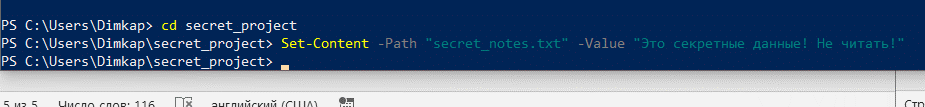 PS C:\Users\Dimkap> cd secret_project
PS C:\Users\Dimkap\secret_project> Set-Content -Path "secret_notes.txt" -Value "Это секретные данные! Не читать!"
PS C:\Users\Dimkap\secret_project>
5 из 5 Число слов: 116 английский (США) Стр